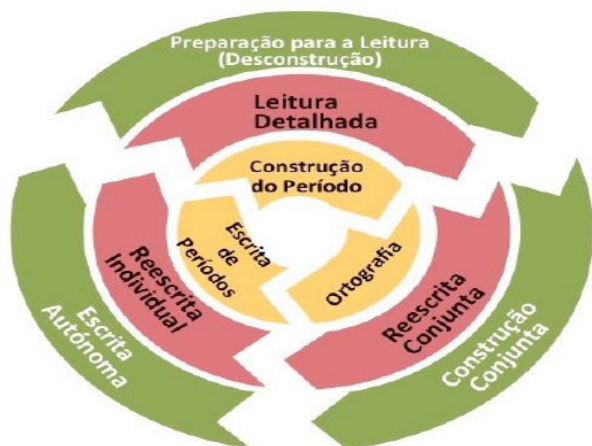 Preparação para a Leitura
(Desconstrução)
Leitura
Detalhada
Construção
do Período
Escrita
de
Períodos
Ortografia
Reescrita
Individual
Reescrita
Conjunta
Escrita
Autónoma
Construção
Conjunta